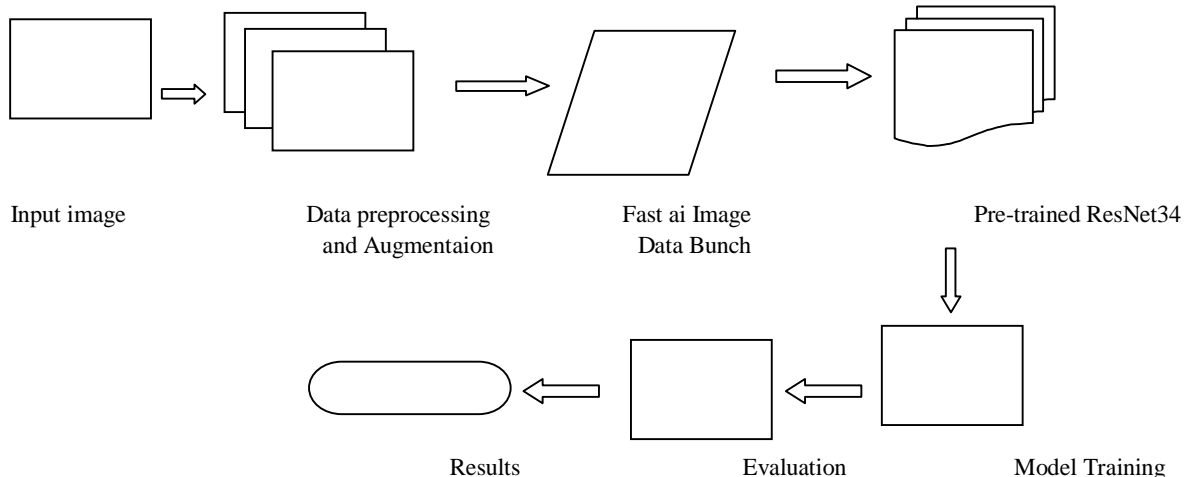 Input image
Data preprocessing
and Augmentaion
Fast ai Image
Data Bunch
Pre-trained ResNet34
Results
Evaluation
Model Training